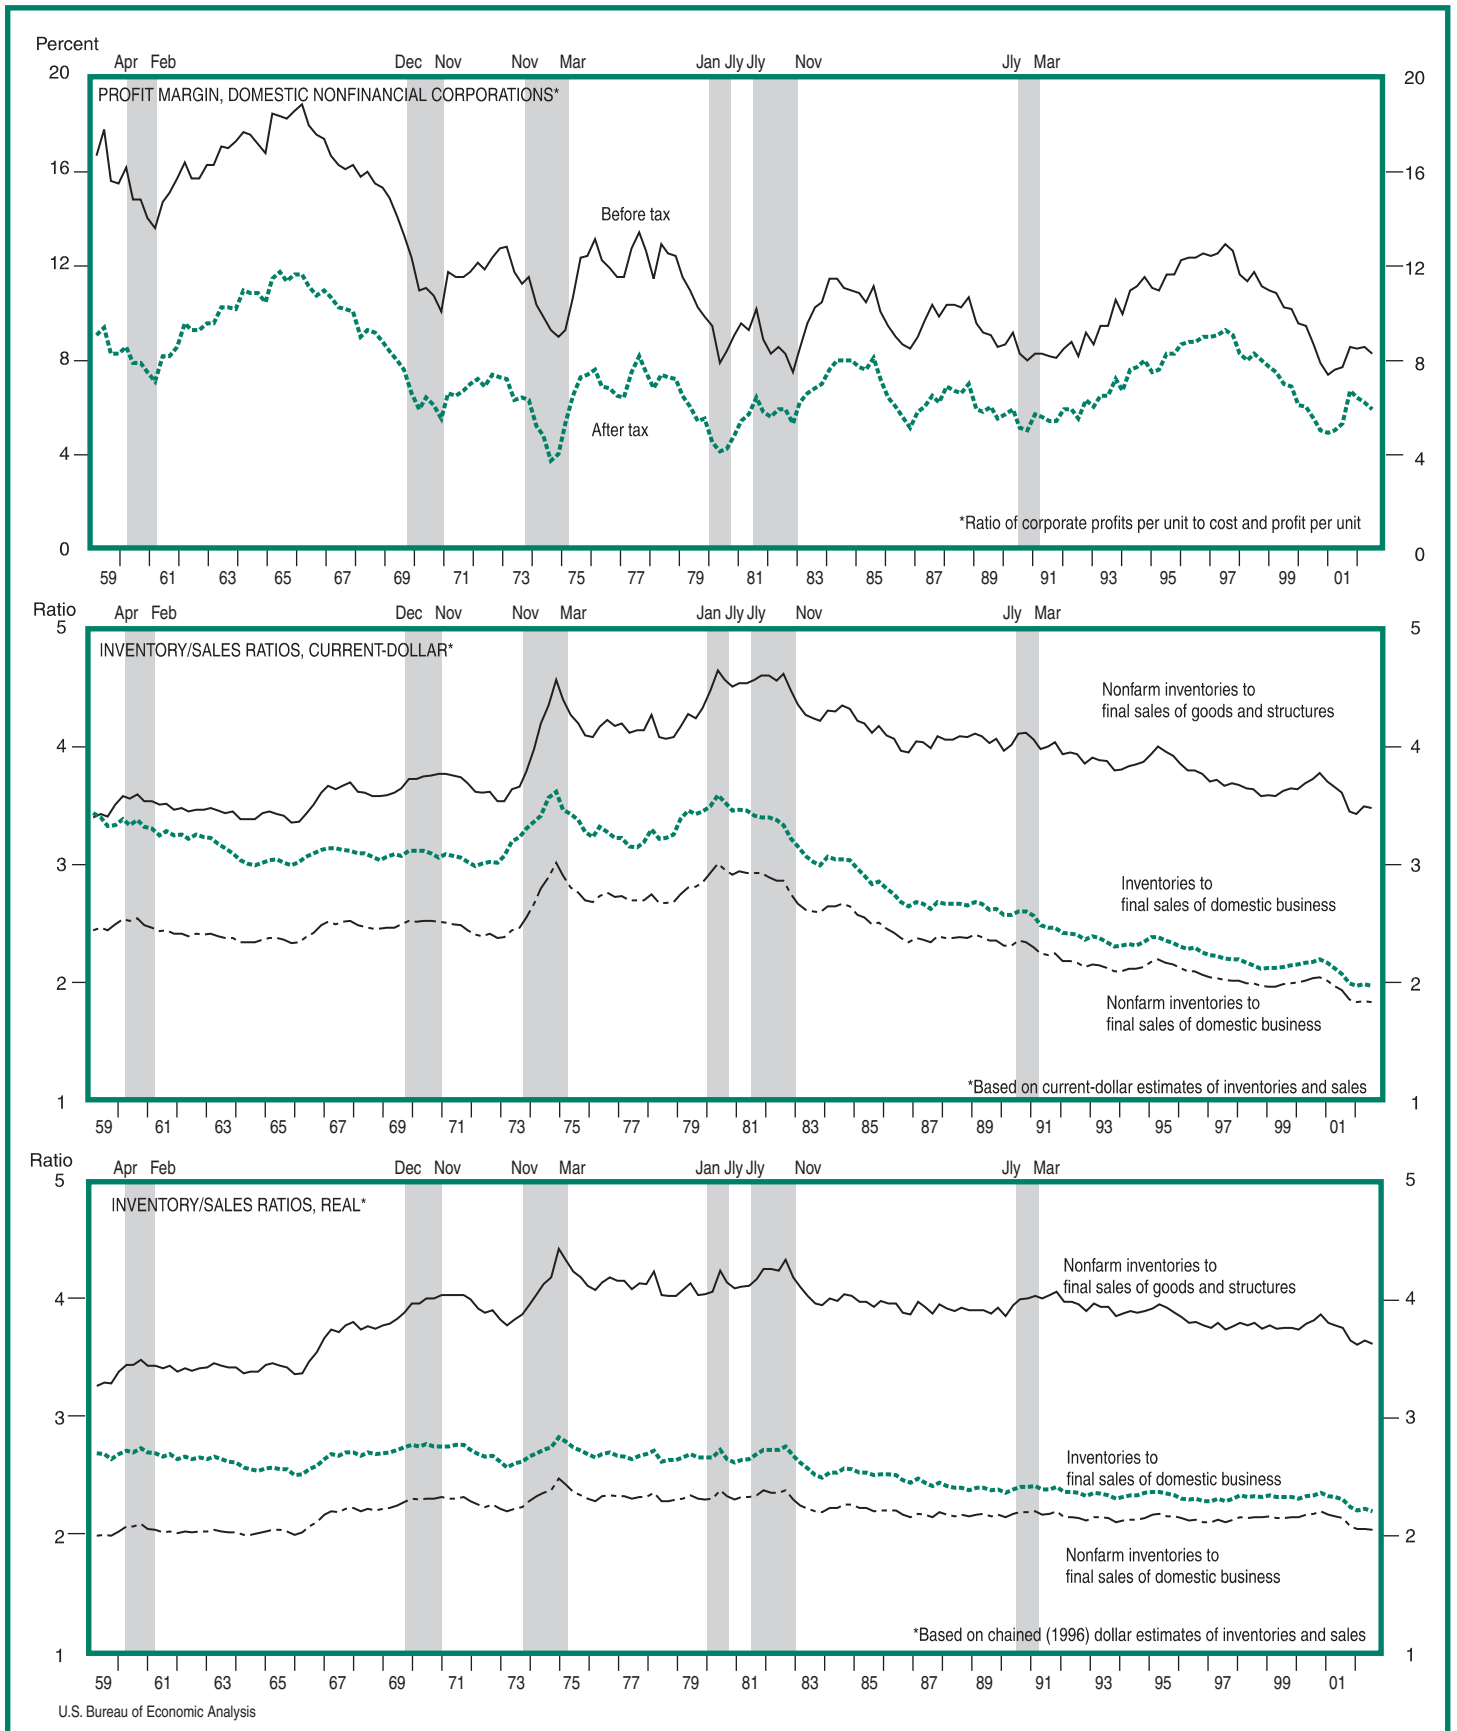 Percent
Apr Feb Dec Nov Nov Mar Jan Jly Jly Nov Jly Mar
20 20
PROFIT MARGIN, DOMESTIC NONFINANCIAL CORPORATIONS*
16 16
Before tax
12 12
8 8
After tax
4 4
*Ratio of corporate profits per unit to cost and profit per unit
0 0
59 61 63 65 67 69 71 73 75 77 79 81 83 85 87 89 91 93 95 97 99 01
Ratio
Apr Feb Dec Nov Nov Mar Jan Jly Jly Nov Jly Mar
5 5
INVENTORY/SALES RATIOS, CURRENT-DOLLAR*
Nonfarm inventories to
final sales of goods and structures
4 4
3 3
Inventories to
final sales of domestic business
2 2
Nonfarm inventories to
final sales of domestic business
*Based on current-dollar estimates of inventories and sales
1 1
59 61 63 65 67 69 71 73 75 77 79 81 83 85 87 89 91 93 95 97 99 01
Ratio
Apr Feb Dec Nov Nov Mar Jan Jly Jly Nov Jly Mar
5 5
INVENTORY/SALES RATIOS, REAL*
Nonfarm inventories to
final sales of goods and structures
4 4
3 3
Inventories to
final sales of domestic business
2 2
Nonfarm inventories to
final sales of domestic business
*Based on chained (1996) dollar estimates of inventories and sales
1 1
59 61 63 65 67 69 71 73 75 77 79 81 83 85 87 89 91 93 95 97 99 01
U.S. Bureau of Economic Analysis